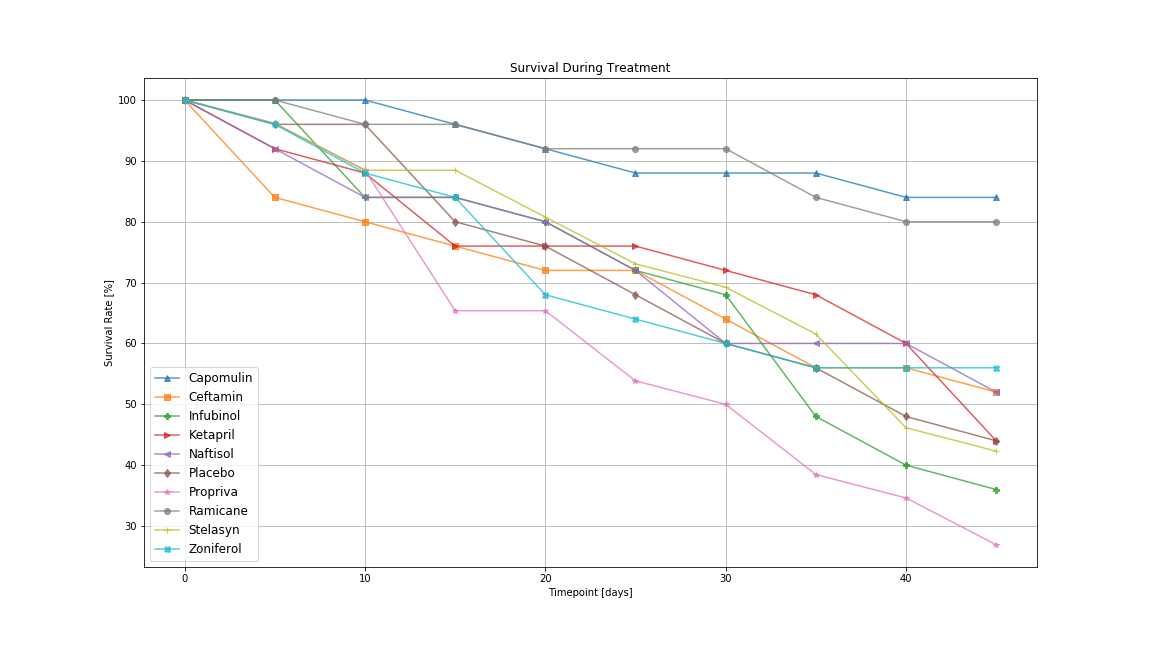 Survival During Treatment
Survival Rate [%]
100
90
80
70
60
50
40
30
Capomulin
Ceftamin
Infubinol
Ketapril
Naftisol
Placebo
Propriva
Ramicane
Stelasyn
Zoniferol
0 10 20 30 40
Timepoint [days]